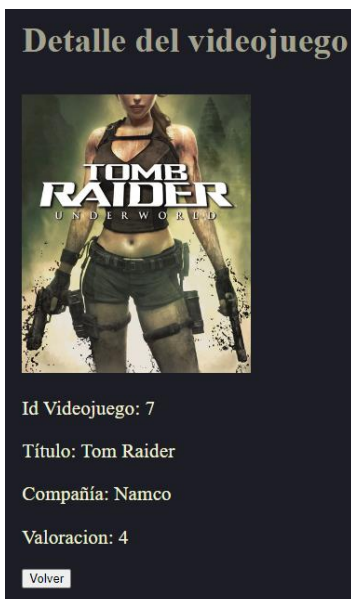 Detalle del videojuego
TOMB
RAIDER
UNDERWORLD
Id Videojuego: 7
Título: Tom Raider
Compañía: Namco
Valoracion: 4
Volver